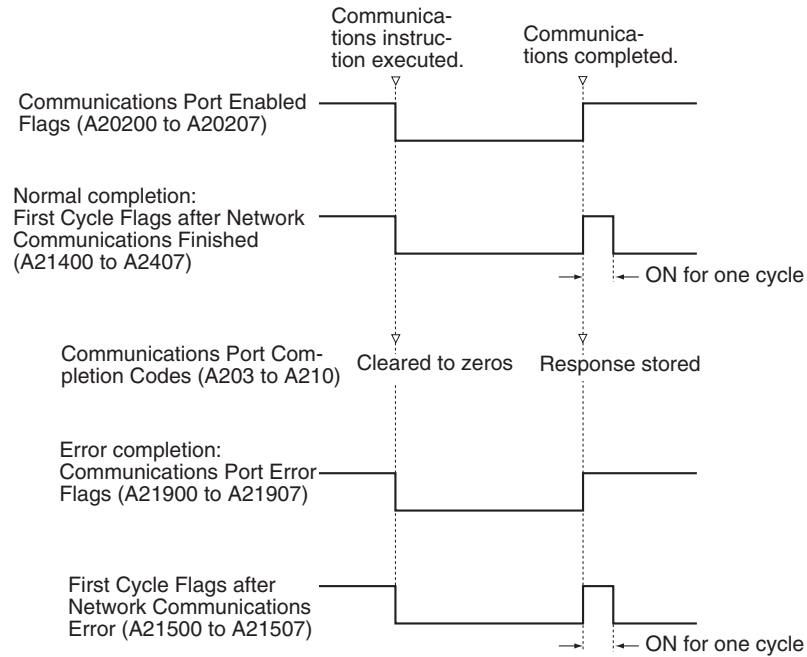 Communica-
tions instruc-
tion executed.
Communica-
tions completed.
Communications Port Enabled
Flags (A20200 to A20207)
Normal completion:
First Cycle Flags after Network
Communications Finished
(A21400 to A2407)
ON for one cycle
Communications Port Com-
pletion Codes (A203 to A210)
Cleared to zeros
Response stored
Error completion:
Communications Port Error
Flags (A21900 to A21907)
First Cycle Flags after
Network Communications
Error (A21500 to A21507)
ON for one cycle